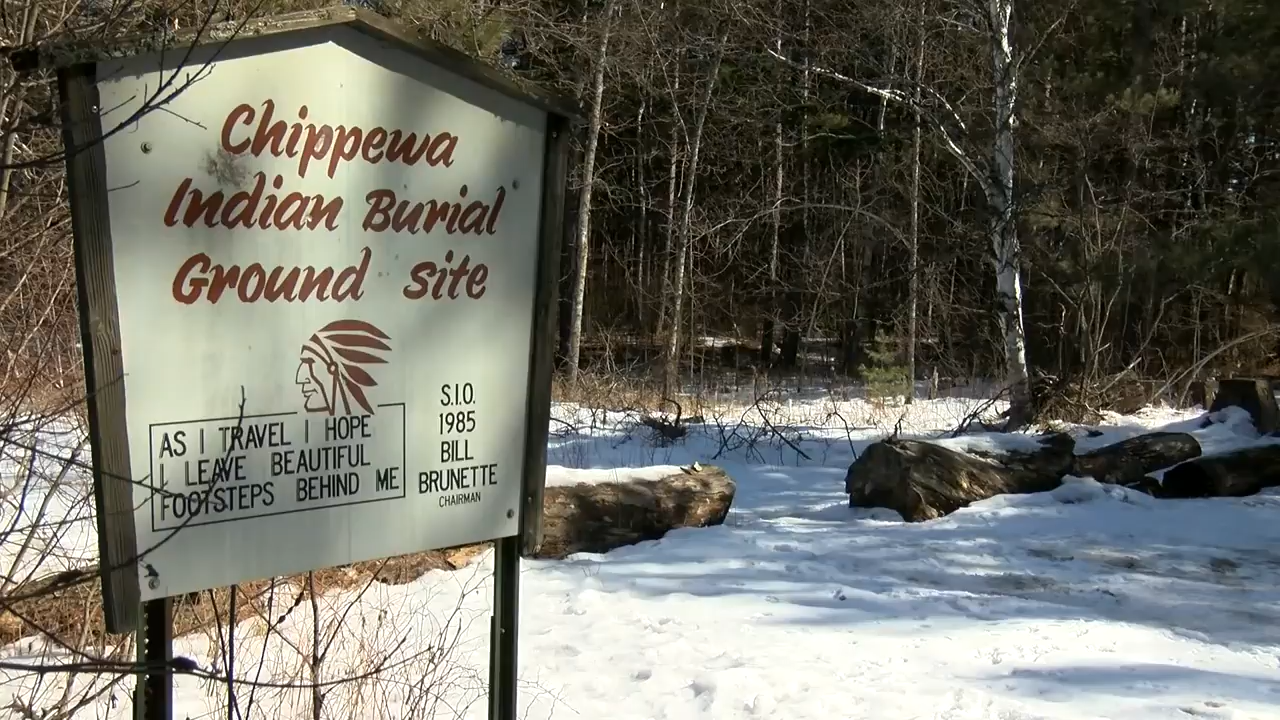 Chippewa
Indian Burial
Ground site
AS I TRAVEL I HOPE
I LEAVE BEAUTIFUL
FOOTSTEPS BEHIND ME
S.I.O.
1985
BILL
BRUNETTE
CHAIRMAN